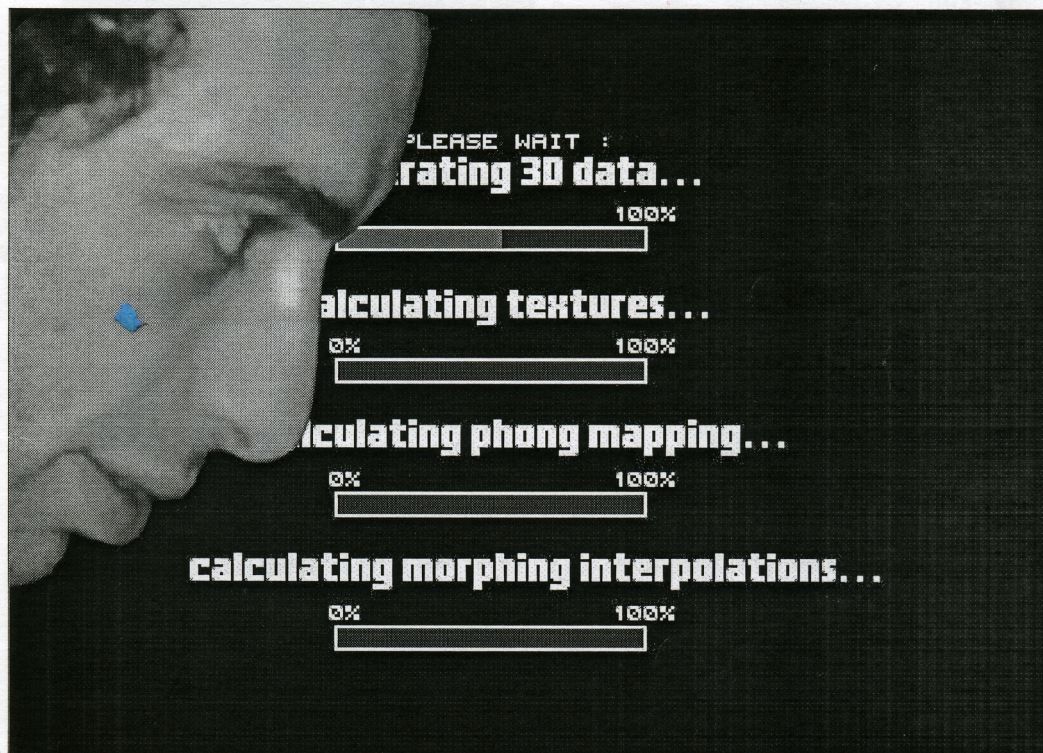 PLEASE WAIT :
rating 3D data...
100%
alculating textures...
0% 100%
lculating phong mapping...
0% 100%
calculating morphing interpolations...
0% 100%